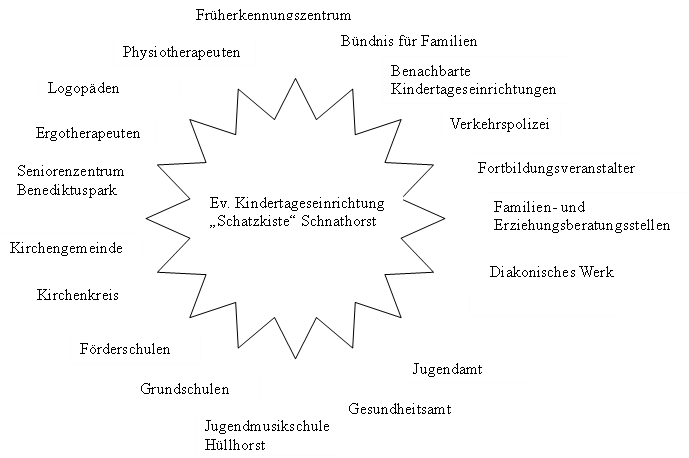 Früherkennungszentrum
Bündnis für Familien
Physiotherapeuten
Benachbarte
Kindertageseinrichtungen
Logopäden
Verkehrspolizei
Ergotherapeuten
Fortbildungsveranstalter
Seniorenzentrum
Benediktuspark
Ev. Kindertageseinrichtung
„Schatzkiste“ Schnathorst
Familien- und
Erziehungsberatungsstellen
Kirchengemeinde
Diakonisches Werk
Kirchenkreis
Förderschulen
Jugendamt
Grundschulen
Gesundheitsamt
Jugendmusikschule
Hüllhorst